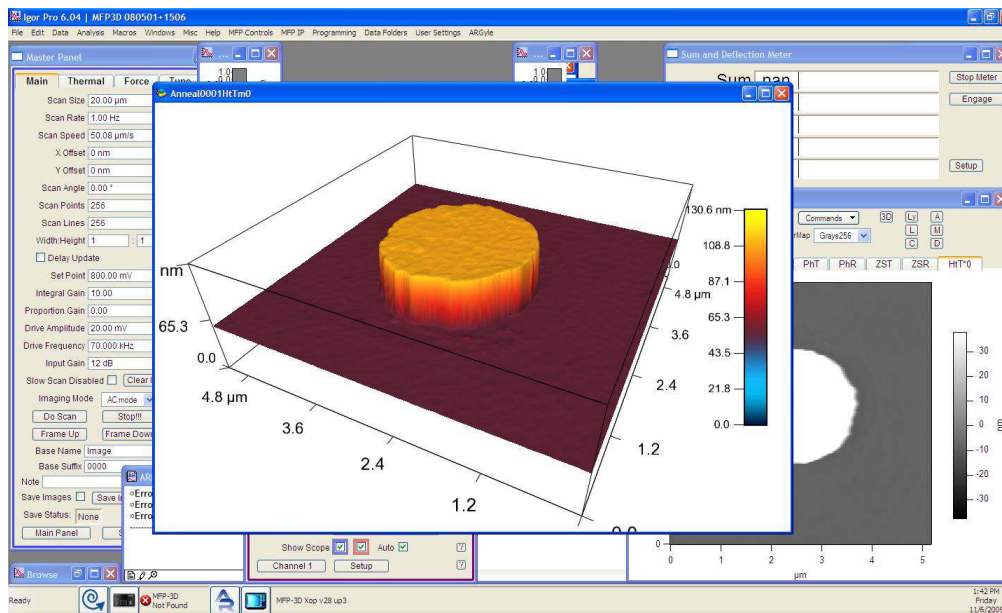 Igor Pro 6.04 | MFP3D 080501+1506
File Edit Data Analysis Macros Windows Misc Help MFP Controls MFP IP Programming Data Folders User Settings ARGyle
Master Panel
...
...
Sum and Deflection Meter
Main Thermal Force Tune
Sum nan
Stop Meter
Engage
Setup
Scan Size 20.00 µm
Scan Rate 1.00 Hz
Scan Speed 50.08 µm/s
X Offset 0 nm
Y Offset 0 nm
Scan Angle 0.00 °
Scan Points 256
Scan Lines 256
Width:Height 1 : 1
Delay Update
Set Point 800.00 mV
Integral Gain 10.00
Proportion Gain 0.00
Drive Amplitude 20.00 mV
Drive Frequency 70.000 kHz
Input Gain 12 dB
Slow Scan Disabled
Imaging Mode AC mode
Do Scan Stop!!!
Frame Up Frame Down
Base Name Image
Base Suffix 0000
Note
Save Images
Save Status: None
Main Panel
Anneal0001HtTm0
nm
65.3
0.0
4.8 µm
3.6
2.4
1.2
0.0
4.8 µm
3.6
2.4
1.2
130.6 nm
108.8
87.1
65.3
43.5
21.8
0.0
Commands 3D Ly A
Grays256 L M
C D
PhT PhR ZST ZSR HtT*0
30
20
10
0
-10
-20
-30
nm
0
0 1 2 3 4 5
µm
Show Scope Auto ?
Channel 1 Setup ?
Browse
Ready
MFP-3D
Not Found
MFP-3D Xop v28 up3
1:42 PM
Friday